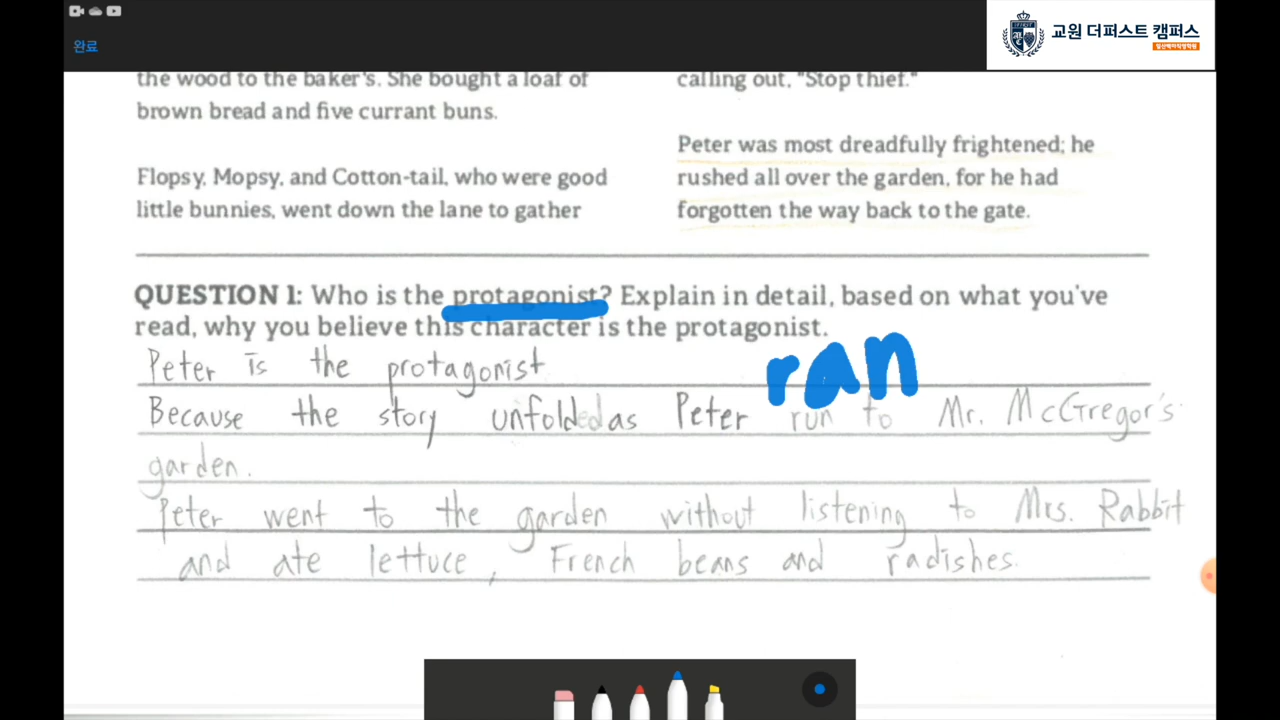 교원 더퍼스트 캠퍼스
완료
the wood to the baker's. She bought a loaf of
brown bread and five currant buns.
Flopsy, Mopsy, and Cotton-tail, who were good
little bunnies, went down the lane to gather
calling out, "Stop thief."
Peter was most dreadfully frightened; he
rushed all over the garden, for he had
forgotten the way back to the gate.
QUESTION 1: Who is the protagonist? Explain in detail, based on what you've
read, why you believe this character is the protagonist.
Peter is the protagonist
ran
Because the story unfolded as Peter run to Mr. McGregor's
garden.
Peter went to the garden without listening to Mrs. Rabbit
and ate lettuce, French beans and radishes.